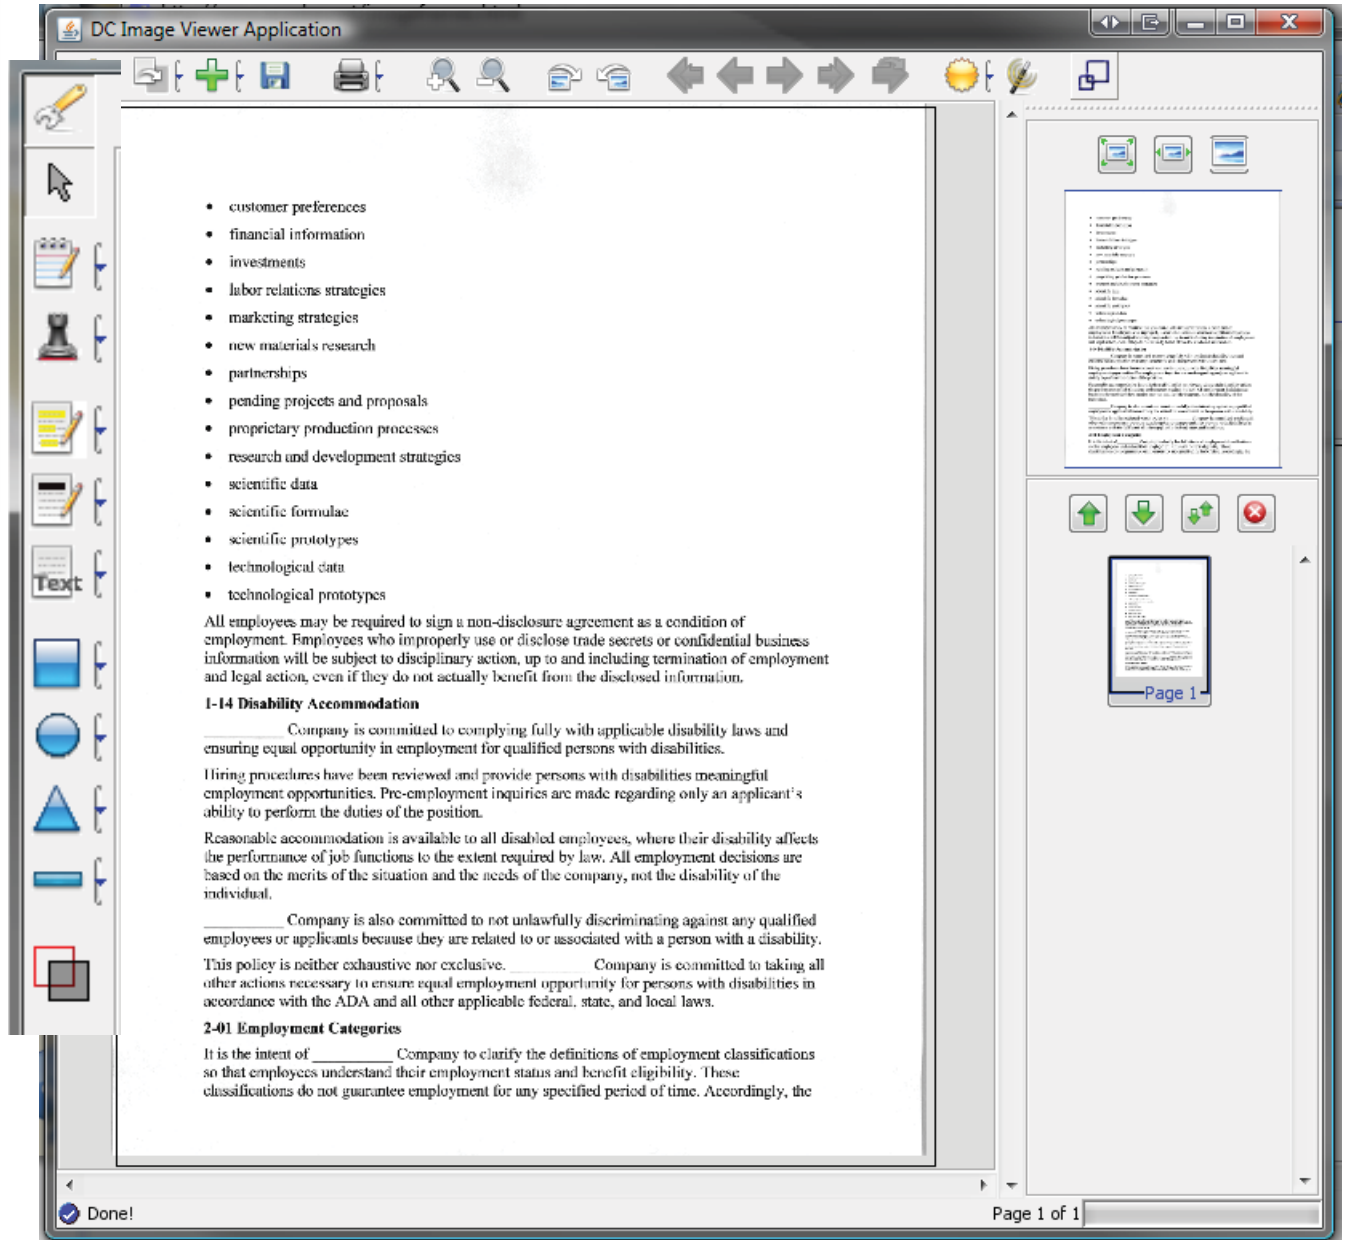 DC Image Viewer Application
Text
• customer preferences
• financial information
• investments
• labor relations strategies
• marketing strategies
• new materials research
• partnerships
• pending projects and proposals
• proprietary production processes
• research and development strategies
• scientific data
• scientific formulae
• scientific prototypes
• technological data
• technological prototypes
All employees may be required to sign a non-disclosure agreement as a condition of
employment. Employees who improperly use or disclose trade secrets or confidential business
information will be subject to disciplinary action, up to and including termination of employment
and legal action, even if they do not actually benefit from the disclosed information.
1-14 Disability Accommodation
__________ Company is committed to complying fully with applicable disability laws and
ensuring equal opportunity in employment for qualified persons with disabilities.
Hiring procedures have been reviewed and provide persons with disabilities meaningful
employment opportunities. Pre-employment inquiries are made regarding only an applicant's
ability to perform the duties of the position.
Reasonable accommodation is available to all disabled employees, where their disability affects
the performance of job functions to the extent required by law. All employment decisions are
based on the merits of the situation and the needs of the company, not the disability of the
individual.
__________ Company is also committed to not unlawfully discriminating against any qualified
employees or applicants because they are related to or associated with a person with a disability.
This policy is neither exhaustive nor exclusive. __________ Company is committed to taking all
other actions necessary to ensure equal employment opportunity for persons with disabilities in
accordance with the ADA and all other applicable federal, state, and local laws.
2-01 Employment Categories
It is the intent of __________ Company to clarify the definitions of employment classifications
so that employees understand their employment status and benefit eligibility. These
classifications do not guarantee employment for any specified period of time. Accordingly, the
Page 1
Done!
Page 1 of 1